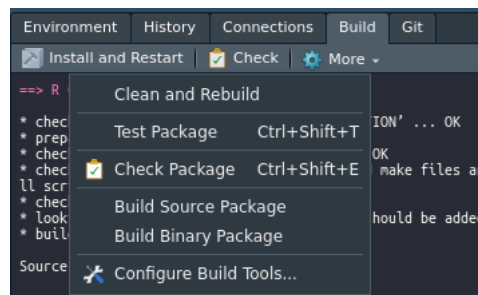 Environment History Connections Build Git
Install and Restart Check More
==> R
* chec ION’ ... OK
* prep
* chec OK
* chec make files a
ll scr
* chec
* look hould be adde
* buil
Source
Clean and Rebuild
Test Package Ctrl+Shift+T
Check Package Ctrl+Shift+E
Build Source Package
Build Binary Package
Configure Build Tools...